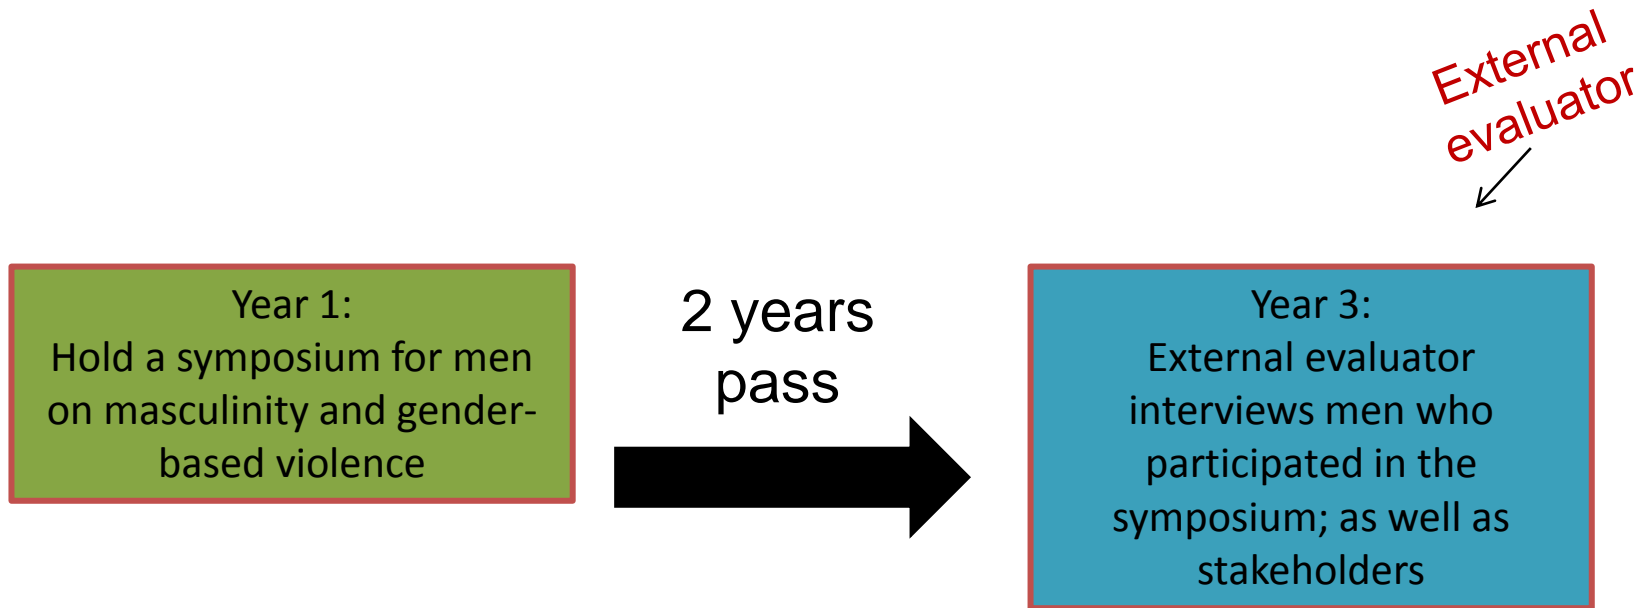 External
evaluator
Year 1:
Hold a symposium for men
on masculinity and gender-
based violence
2 years
pass
Year 3:
External evaluator
interviews men who
participated in the
symposium; as well as
stakeholders